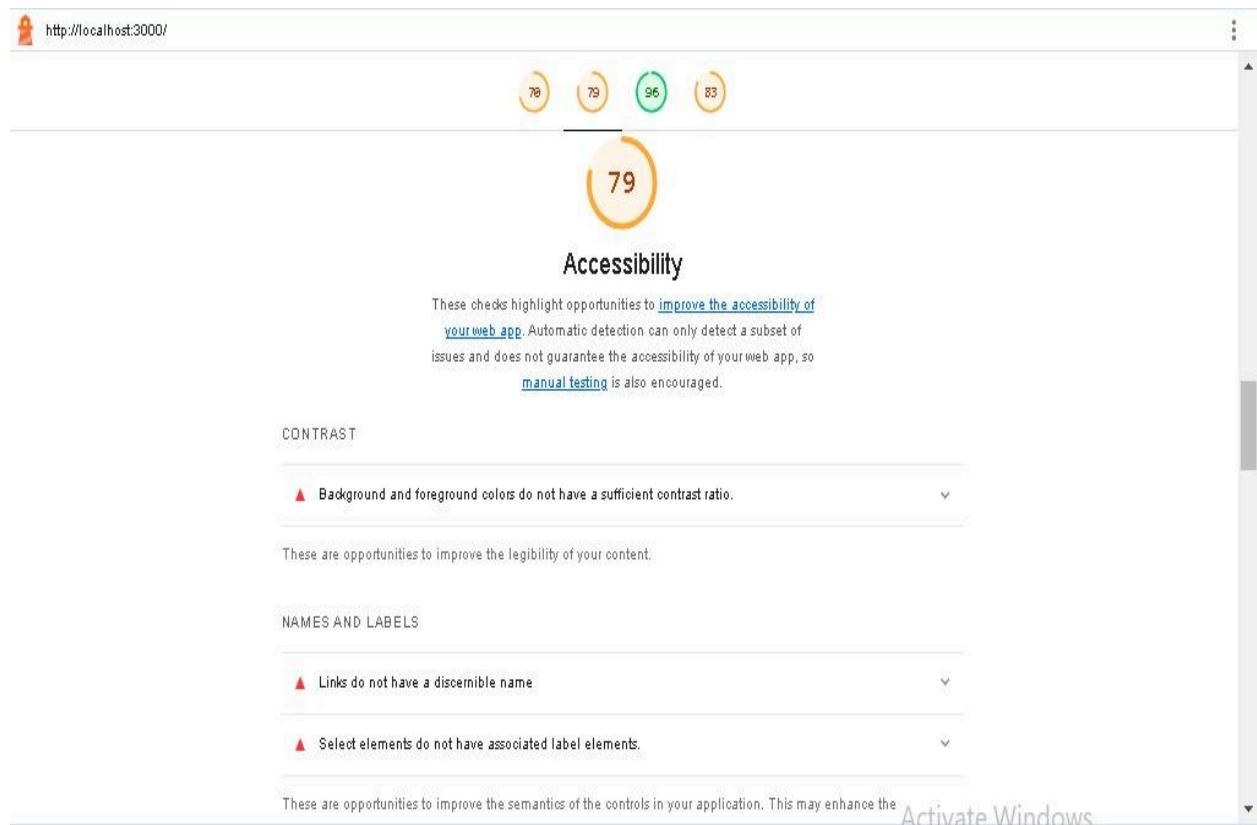 http://localhost:3000/
70 79 96 83
79
Accessibility
These checks highlight opportunities to improve the accessibility of
your web app. Automatic detection can only detect a subset of
issues and does not guarantee the accessibility of your web app, so
manual testing is also encouraged.
CONTRAST
Background and foreground colors do not have a sufficient contrast ratio.
These are opportunities to improve the legibility of your content.
NAMES AND LABELS
Links do not have a discernible name
Select elements do not have associated label elements.
These are opportunities to improve the semantics of the controls in your application. This may enhance the
Activate Windows